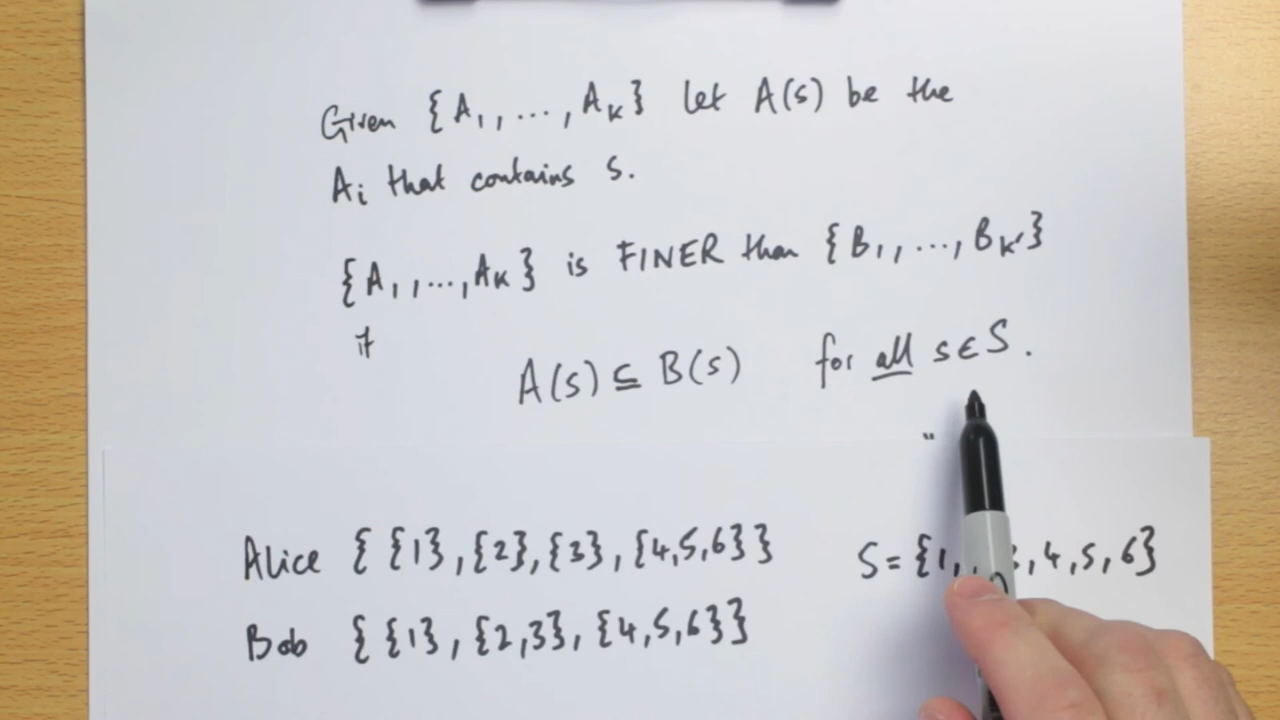 Given {A₁, ..., Aₖ} let A(s) be the
Aᵢ that contains s.
{A₁, ..., Aₖ} is FINER than {B₁, ..., Bₖ′}
if
A(s) ⊆ B(s) for all s ∈ S.
Alice { {1}, {2}, {3}, {4,5,6} } S = {1, , 4, 5, 6}
Bob { {1}, {2,3}, {4,5,6} }